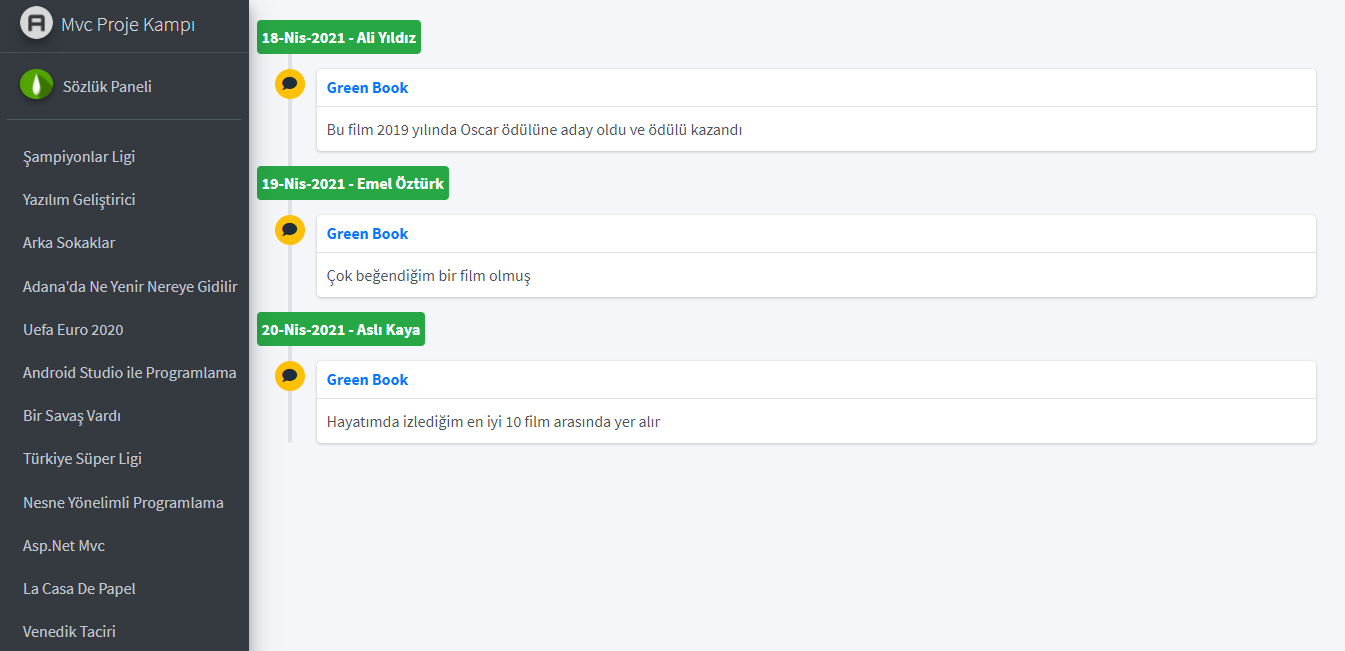 Mvc Proje Kampı
Sözlük Paneli
Şampiyonlar Ligi
Yazılım Geliştirici
Arka Sokaklar
Adana'da Ne Yenir Nereye Gidilir
Uefa Euro 2020
Android Studio ile Programlama
Bir Savaş Vardı
Türkiye Süper Ligi
Nesne Yönelimli Programlama
Asp.Net Mvc
La Casa De Papel
Venedik Taciri
18-Nis-2021 - Ali Yıldız
Green Book
Bu film 2019 yılında Oscar ödülüne aday oldu ve ödülü kazandı
19-Nis-2021 - Emel Öztürk
Green Book
Çok beğendiğim bir film olmuş
20-Nis-2021 - Aslı Kaya
Green Book
Hayatımda izlediğim en iyi 10 film arasında yer alır